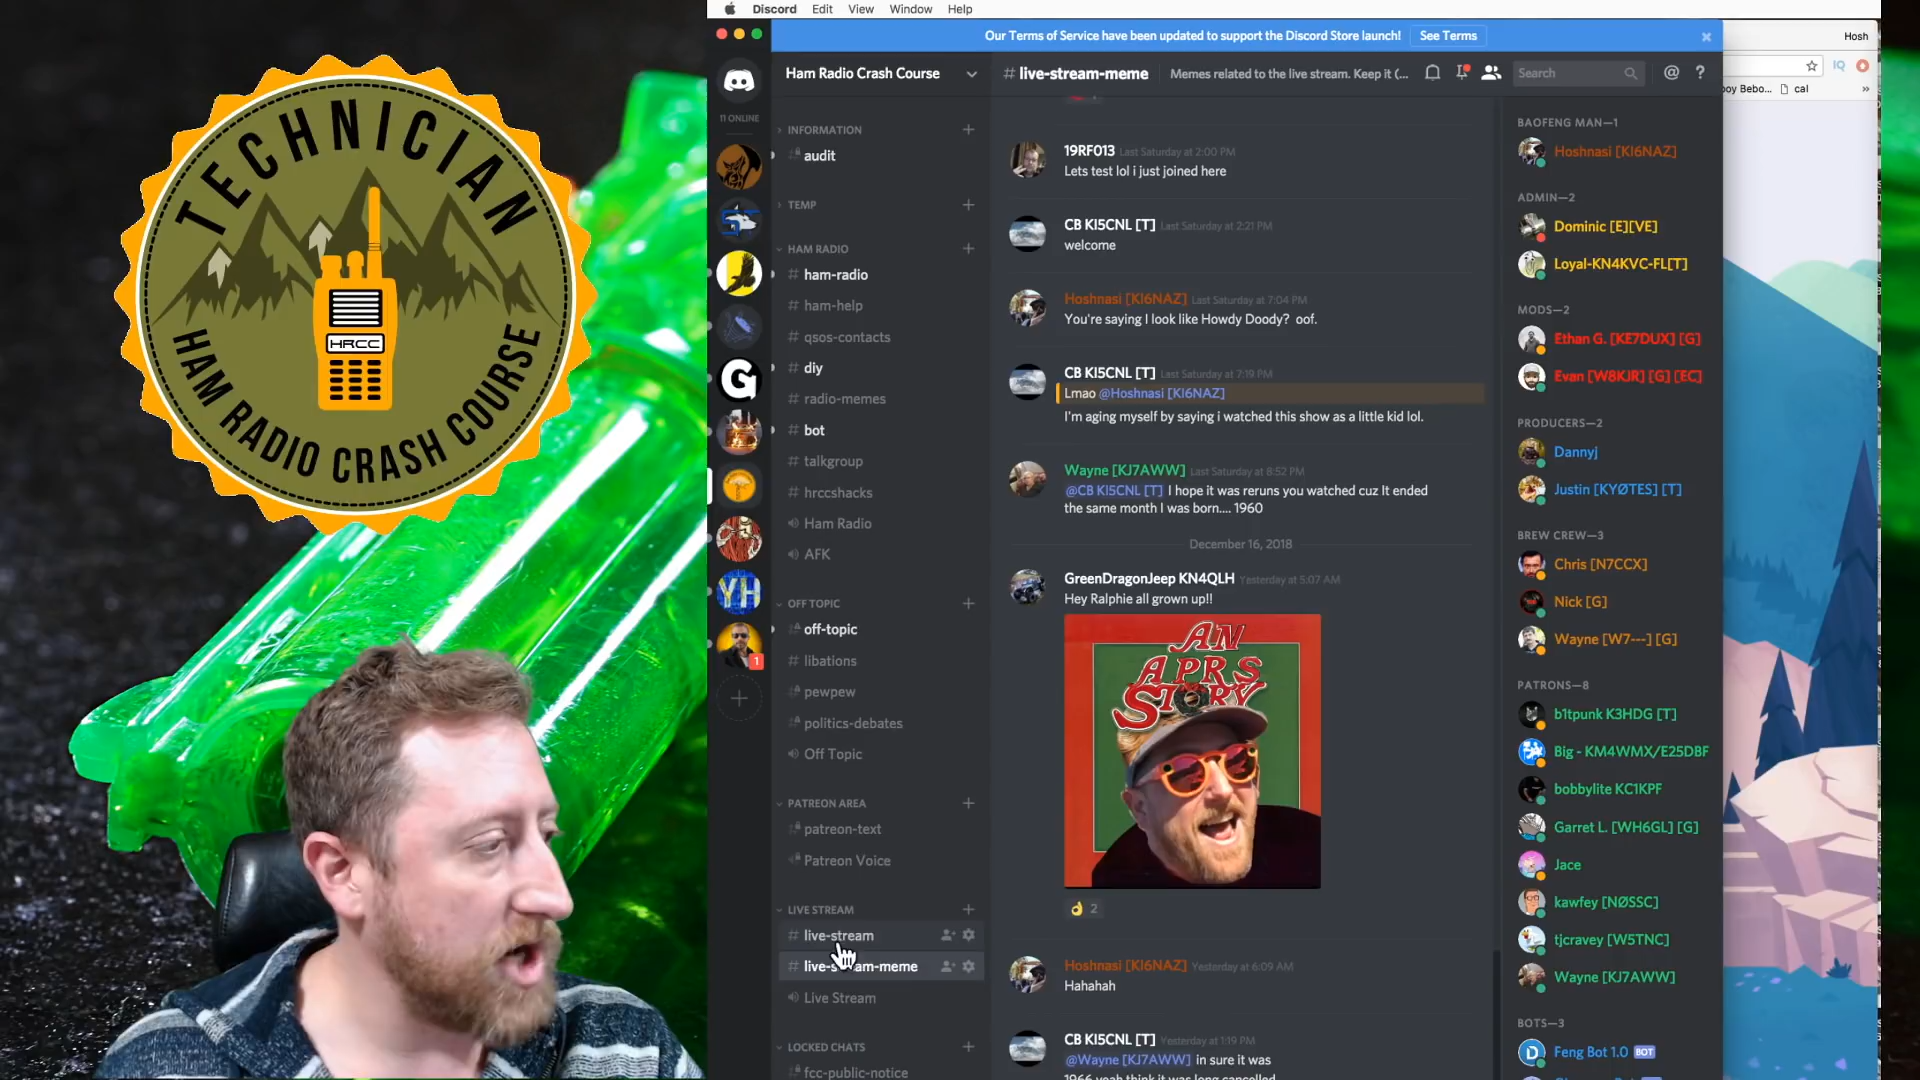 TECHNICIAN
HRCC
HAM RADIO CRASH COURSE
Discord Edit View Window Help
Our Terms of Service have been updated to support the Discord Store launch! See Terms
Hosh
Ham Radio Crash Course
# live-stream-meme Memes related to the live stream. Keep it (...
Search
@ ?
IQ
oy Bebo... cal »
11 ONLINE
G
YH
1
INFORMATION
audit
TEMP
HAM RADIO
# ham-radio
# ham-help
# qsos-contacts
# diy
# radio-memes
# bot
# talkgroup
# hrccshacks
Ham Radio
AFK
OFF TOPIC
# off-topic
# libations
# pewpew
# politics-debates
Off Topic
PATREON AREA
patreon-text
Patreon Voice
LIVE STREAM
# live-stream
Live Stream
LOCKED CHATS
fcc-public-notice
19RF013 Last Saturday at 2:00 PM
Lets test lol i just joined here
CB KI5CNL [T] Last Saturday at 2:21 PM
welcome
Hoshnasi [KI6NAZ] Last Saturday at 7:04 PM
You're saying I look like Howdy Doody? oof.
CB KI5CNL [T] Last Saturday at 7:19 PM
Lmao @Hoshnasi [KI6NAZ]
I'm aging myself by saying i watched this show as a little kid lol.
Wayne [KJ7AWW] Last Saturday at 8:52 PM
@CB KI5CNL [T] I hope it was reruns you watched cuz It ended
the same month I was born.... 1960
December 16, 2018
GreenDragonJeep KN4QLH Yesterday at 5:07 AM
Hey Ralphie all grown up!!
AN
APRS
STORY
2
Hoshnasi [KI6NAZ] Yesterday at 6:09 AM
Hahahah
CB KI5CNL [T] Yesterday at 1:19 PM
@Wayne [KJ7AWW] in sure it was
1966 yeah think it was long cancelled
BAOFENG MAN—1
Hoshnasi [KI6NAZ]
ADMIN—2
Dominic [E][VE]
Loyal-KN4KVC-FL[T]
MODS—2
Ethan G. [KE7DUX] [G]
Evan [W8KJR] [G] [EC]
PRODUCERS—2
Dannyj
Justin [KYØTES] [T]
BREW CREW—3
Chris [N7CCX]
Nick [G]
Wayne [W7---] [G]
PATRONS—8
b1tpunk K3HDG [T]
Big - KM4WMX/E25DBF
bobbylite KC1KPF
Garret L. [WH6GL] [G]
Jace
kawfey [NØSSC]
tjcravey [W5TNC]
Wayne [KJ7AWW]
BOTS—3
Feng Bot 1.0 BOT